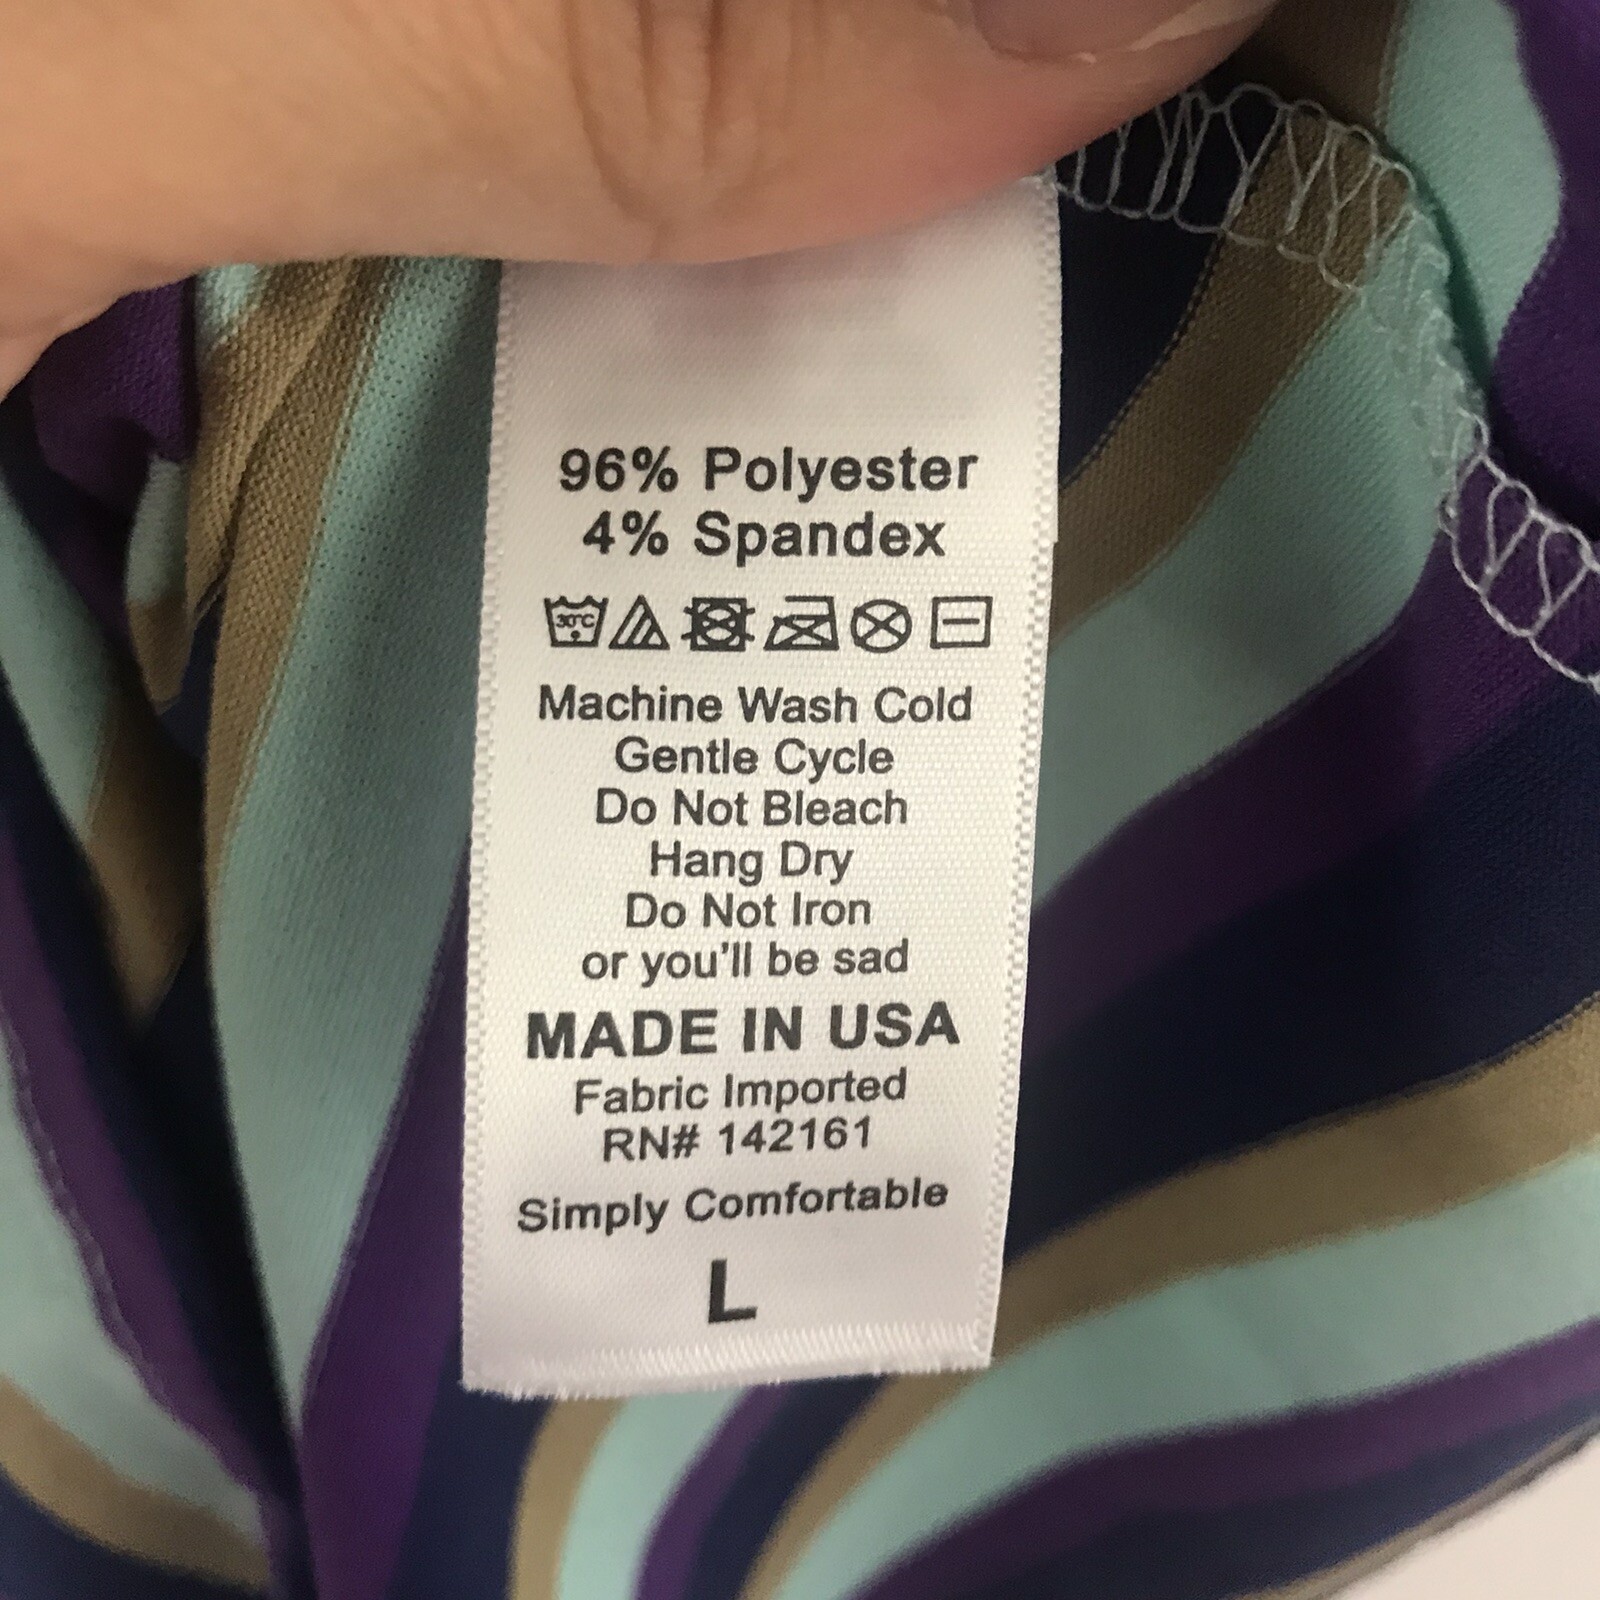 96% Polyester
4% Spandex
30°C
Machine Wash Cold
Gentle Cycle
Do Not Bleach
Hang Dry
Do Not Iron
or you'll be sad
MADE IN USA
Fabric Imported
RN# 142161
Simply Comfortable
L